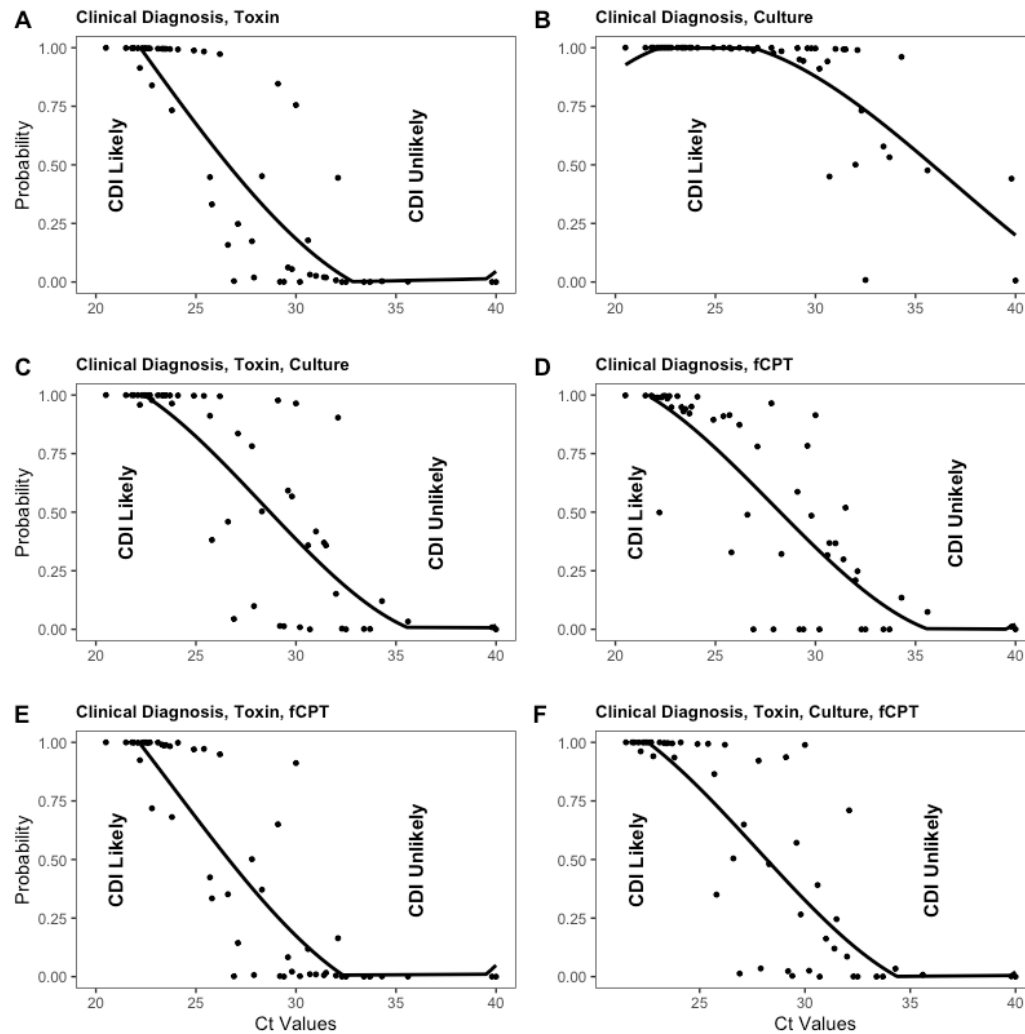 A Clinical Diagnosis, Toxin
1.00
0.75
0.50
0.25
0.00
Probability
CDI Likely
CDI Unlikely
20 25 30 35 40
B Clinical Diagnosis, Culture
1.00
0.75
0.50
0.25
0.00
CDI Likely
20 25 30 35 40
C Clinical Diagnosis, Toxin, Culture
1.00
0.75
0.50
0.25
0.00
Probability
CDI Likely
CDI Unlikely
20 25 30 35 40
D Clinical Diagnosis, fCPT
1.00
0.75
0.50
0.25
0.00
CDI Likely
CDI Unikely
20 25 30 35 40
E Clinical Diagnosis, Toxin, fCPT
1.00
0.75
0.50
0.25
0.00
Probability
CDI Likely
CDI Unlikely
20 25 30 35 40
Ct Values
F Clinical Diagnosis, Toxin, Culture, fCPT
1.00
0.75
0.50
0.25
0.00
CDI Likely
CDI Unlikely
25 30 35 40
Ct Values